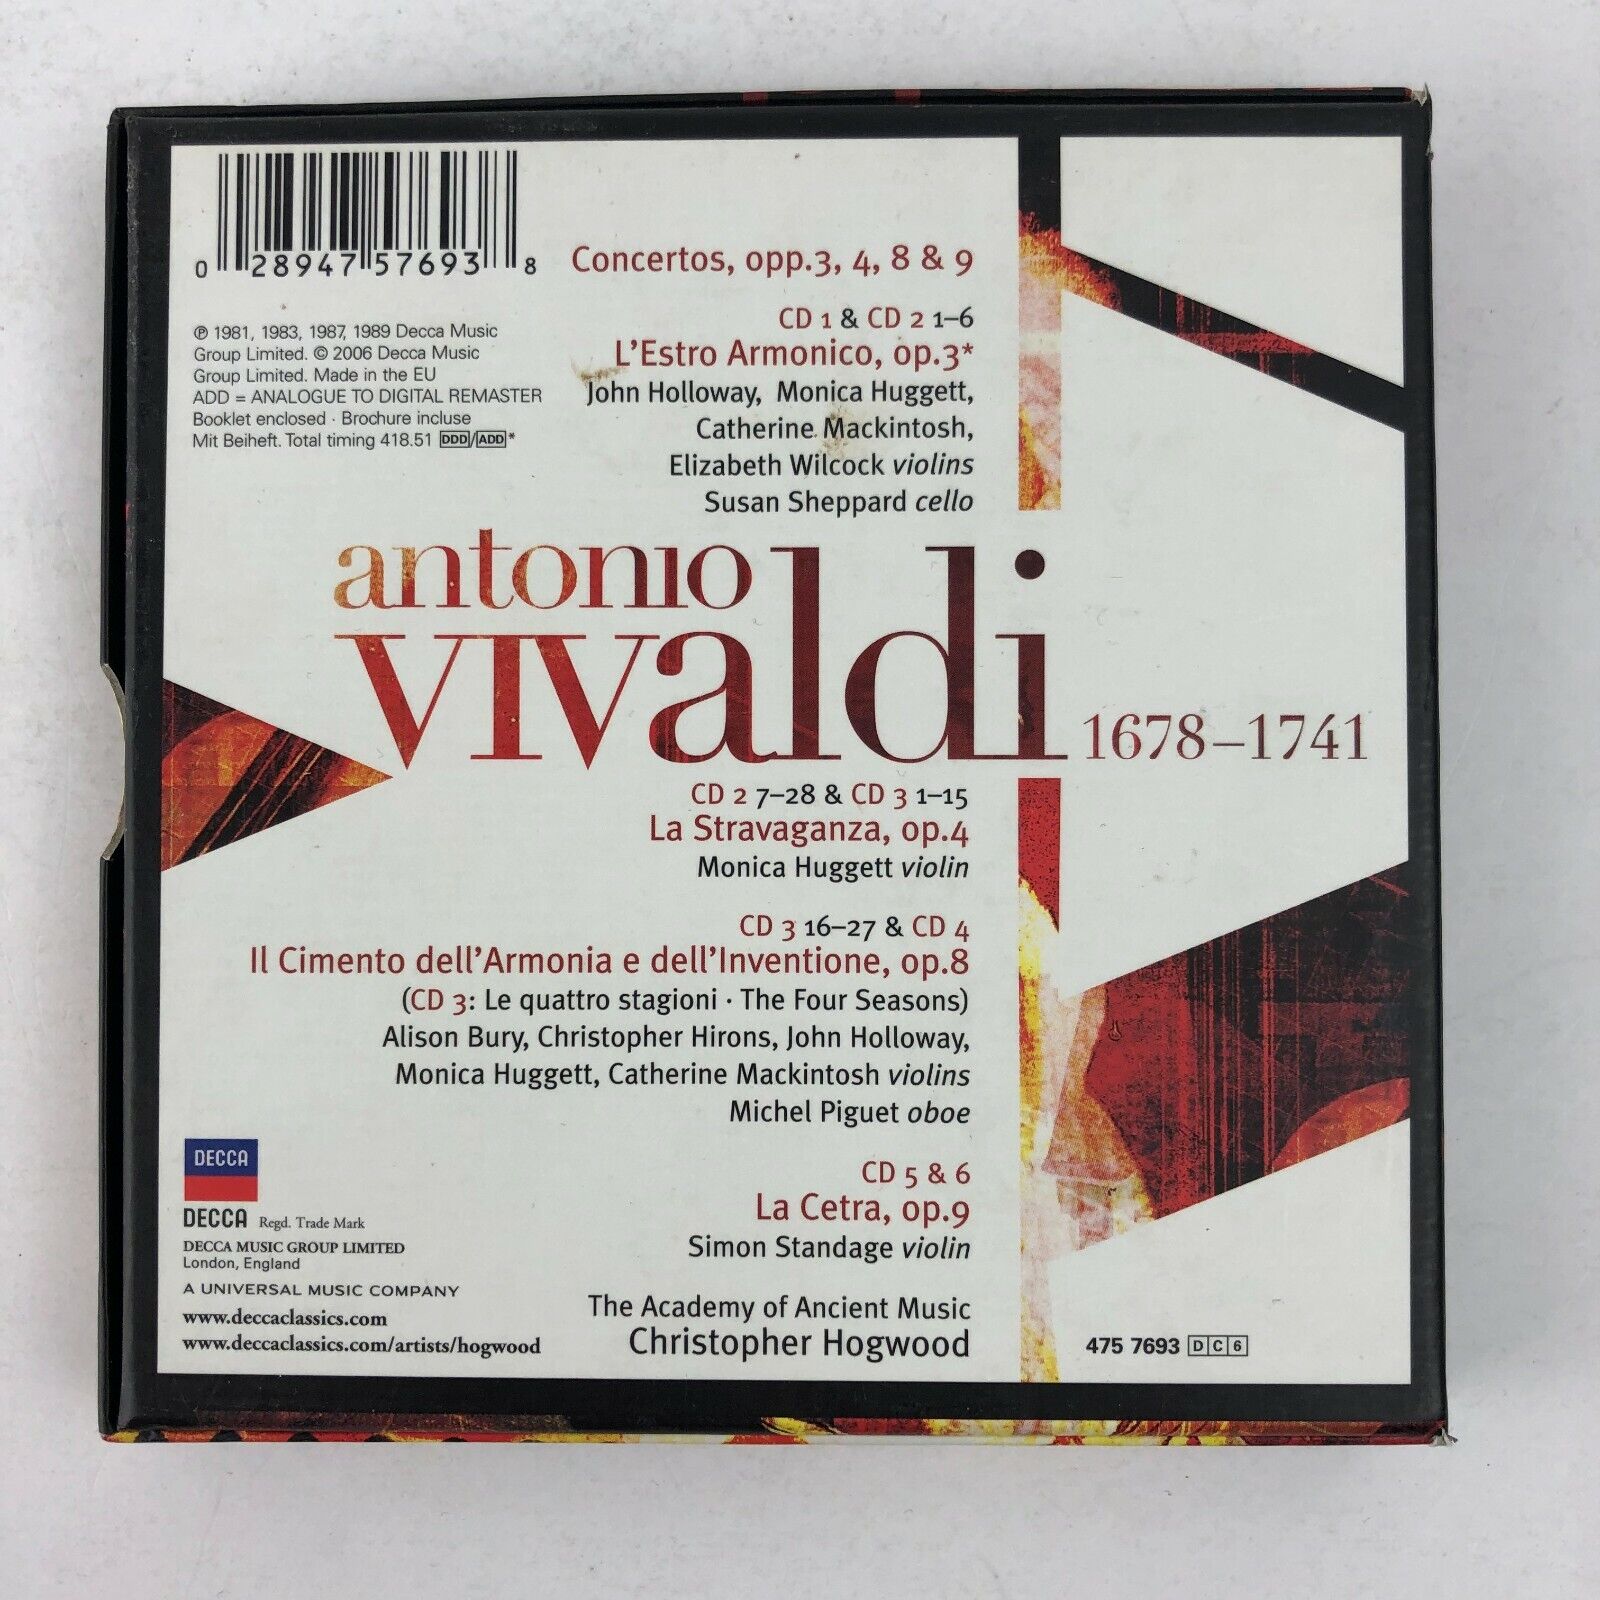 0 28947 57693 8
Concertos, opp.3, 4, 8 & 9
℗ 1981, 1983, 1987, 1989 Decca Music
Group Limited. © 2006 Decca Music
Group Limited. Made in the EU
ADD = ANALOGUE TO DIGITAL REMASTER
Booklet enclosed · Brochure incluse
Mit Beiheft. Total timing 418.51 DDD/ADD*
CD 1 & CD 2 1–6
L'Estro Armonico, op.3*
John Holloway, Monica Huggett,
Catherine Mackintosh,
Elizabeth Wilcock violins
Susan Sheppard cello
antonio
vivaldi 1678–1741
CD 2 7–28 & CD 3 1–15
La Stravaganza, op.4
Monica Huggett violin
CD 3 16–27 & CD 4
Il Cimento dell'Armonia e dell'Inventione, op.8
(CD 3: Le quattro stagioni · The Four Seasons)
Alison Bury, Christopher Hirons, John Holloway,
Monica Huggett, Catherine Mackintosh violins
Michel Piguet oboe
CD 5 & 6
La Cetra, op.9
Simon Standage violin
The Academy of Ancient Music
Christopher Hogwood
DECCA
DECCA Regd. Trade Mark
DECCA MUSIC GROUP LIMITED
London, England
A UNIVERSAL MUSIC COMPANY
www.deccaclassics.com
www.deccaclassics.com/artists/hogwood
475 7693 D C 6